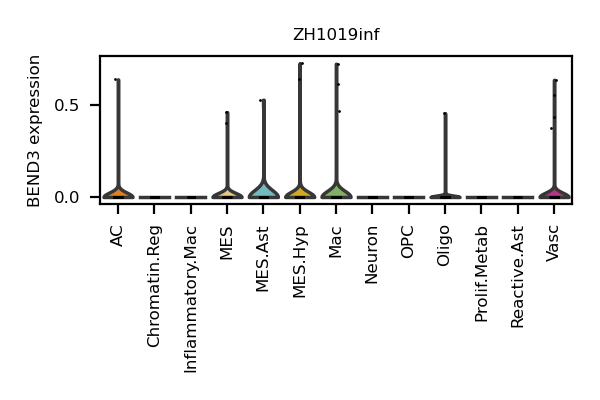 ZH1019inf
BEND3 expression
0.5
0.0
AC
Chromatin.Reg
Inflammatory.Mac
MES
MES.Ast
MES.Hyp
Mac
Neuron
OPC
Oligo
Prolif.Metab
Reactive.Ast
Vasc